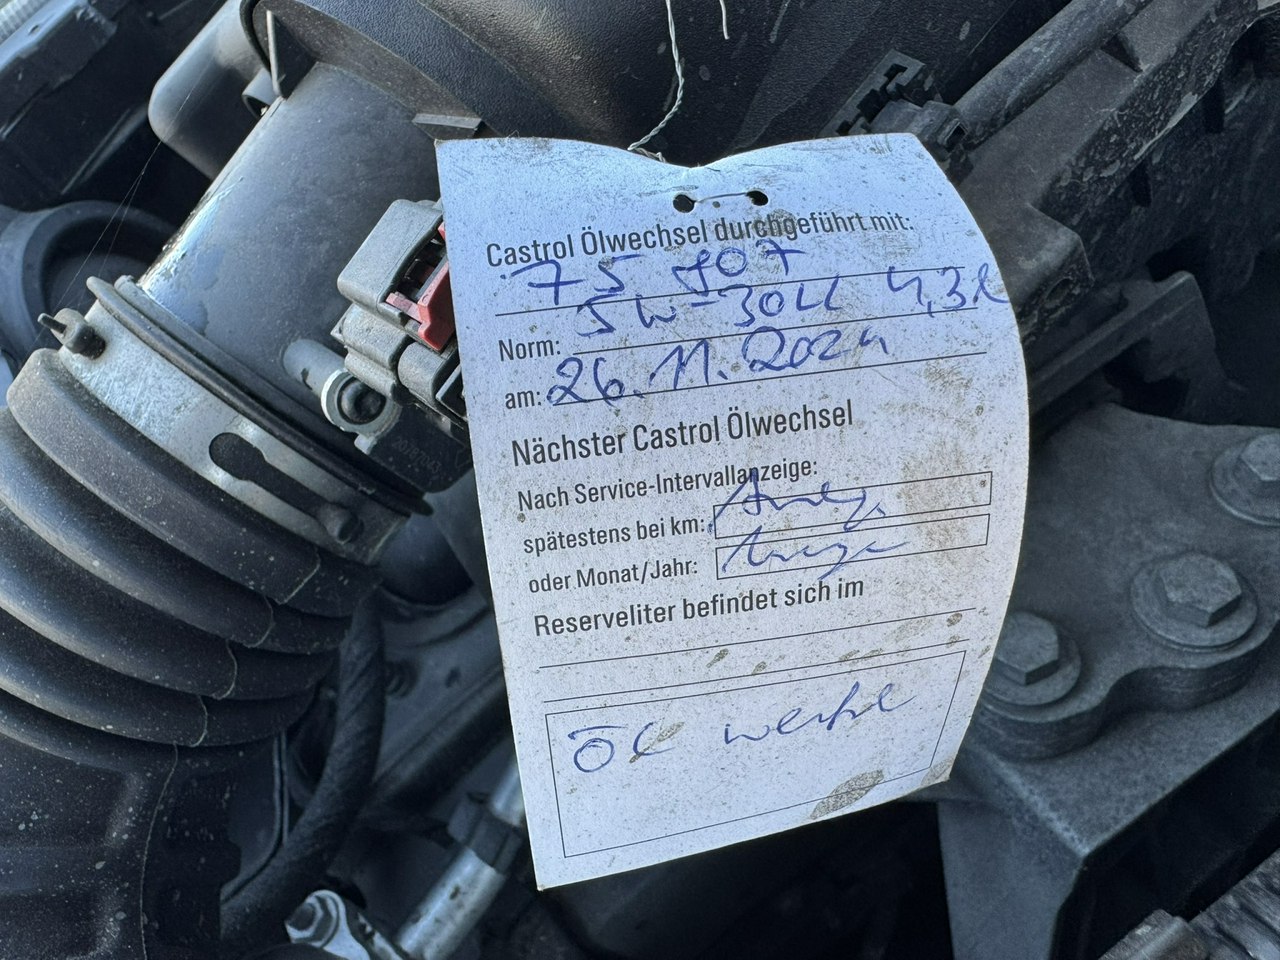 Castrol Ölwechsel durchgeführt mit:
75 907
Norm: 5W-30LL 4,3l
am: 26.11.2024
Nächster Castrol Ölwechsel
Nach Service-Intervallanzeige:
spätestens bei km:
oder Monat/Jahr:
Reserveliter befindet sich im
Öl